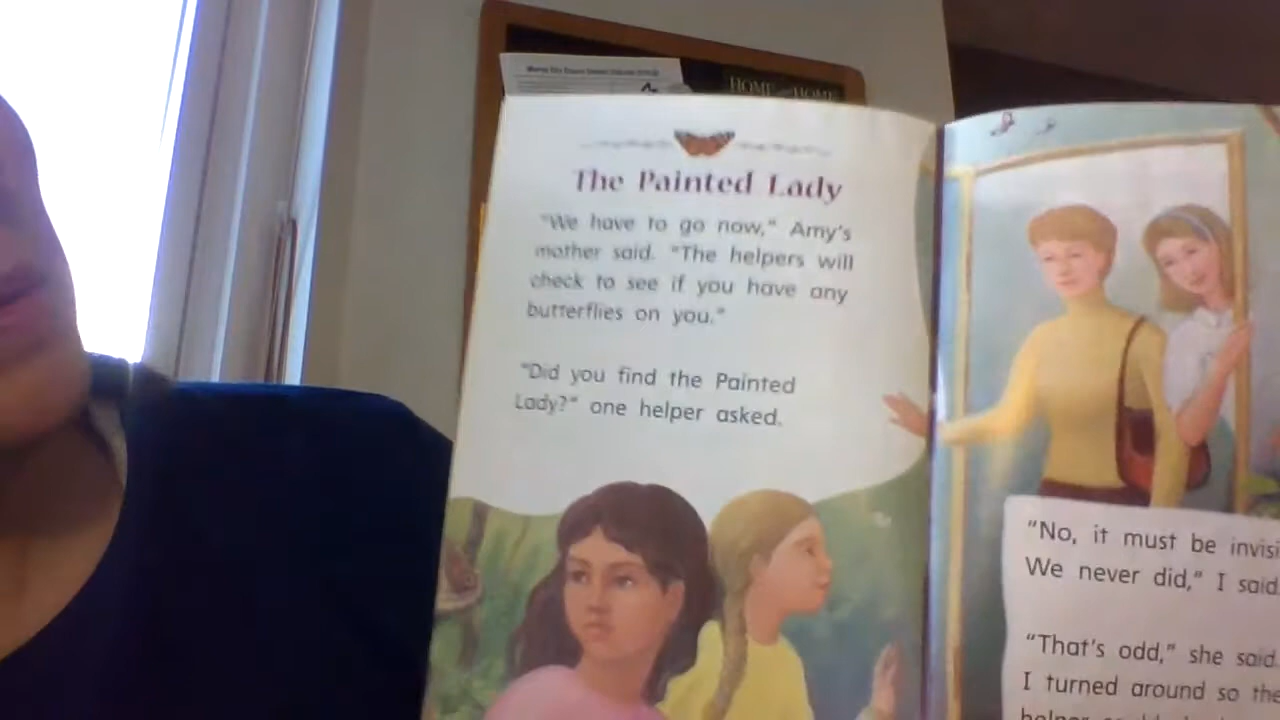 HOME HOME
The Painted Lady
"We have to go now," Amy's
mother said. "The helpers will
check to see if you have any
butterflies on you."
"Did you find the Painted
Lady?" one helper asked.
"No, it must be
We never did," I said.
"That's odd," she said.
I turned around so the